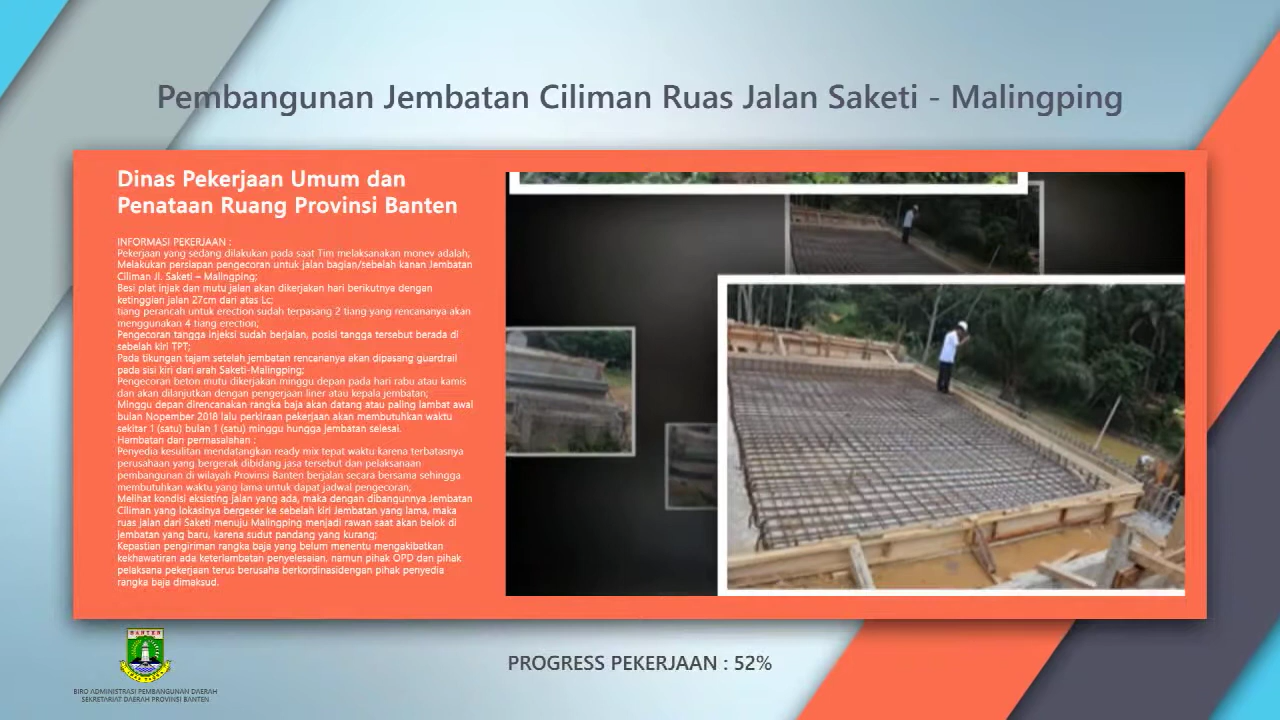 Pembangunan Jembatan Ciliman Ruas Jalan Saketi - Malingping
Dinas Pekerjaan Umum dan
Penataan Ruang Provinsi Banten
INFORMASI PEKERJAAN :
Pekerjaan yang sedang dilakukan pada saat Tim melaksanakan monev adalah;
Melakukan persiapan pengecoran untuk jalan bagian/sebelah kanan Jembatan
Ciliman Jl. Saketi – Malingping;
Besi plat injak dan mutu jalan akan dikerjakan hari berikutnya dengan
ketinggian jalan 27cm dari atas Lc;
tiang perancah untuk erection sudah terpasang 2 tiang yang rencananya akan
menggunakan 4 tiang erection;
Pengecoran tangga injeksi sudah berjalan, posisi tangga tersebut berada di
sebelah kiri TPT;
Pada tikungan tajam setelah jembatan rencananya akan dipasang guardrail
pada sisi kiri dari arah Saketi-Malingping;
Pengecoran beton mutu dikerjakan minggu depan pada hari rabu atau kamis
dan akan dilanjutkan dengan pengerjaan liner atau kepala jembatan;
Minggu depan direncanakan rangka baja akan datang atau paling lambat awal
bulan Nopember 2018 lalu perkiraan pekerjaan akan membutuhkan waktu
sekitar 1 (satu) bulan 1 (satu) minggu hungga jembatan selesai.
Hambatan dan permasalahan :
Penyedia kesulitan mendatangkan ready mix tepat waktu karena terbatasnya
perusahaan yang bergerak dibidang jasa tersebut dan pelaksanaan
pembangunan di wilayah Provinsi Banten berjalan secara bersama sehingga
membutuhkan waktu yang lama untuk dapat jadwal pengecoran;
Melihat kondisi eksisting jalan yang ada, maka dengan dibangunnya Jembatan
Ciliman yang lokasinya bergeser ke sebelah kiri Jembatan yang lama, maka
ruas jalan dari Saketi menuju Malingping menjadi rawan saat akan belok di
jembatan yang baru, karena sudut pandang yang kurang;
Kepastian pengiriman rangka baja yang belum menentu mengakibatkan
kekhawatiran ada keterlambatan penyelesaian, namun pihak OPD dan pihak
pelaksana pekerjaan terus berusaha berkordinasidengan pihak penyedia
rangka baja dimaksud.
BANTEN
BIRO ADMINISTRASI PEMBANGUNAN DAERAH
SEKRETARIAT DAERAH PROVINSI BANTEN
PROGRESS PEKERJAAN : 52%